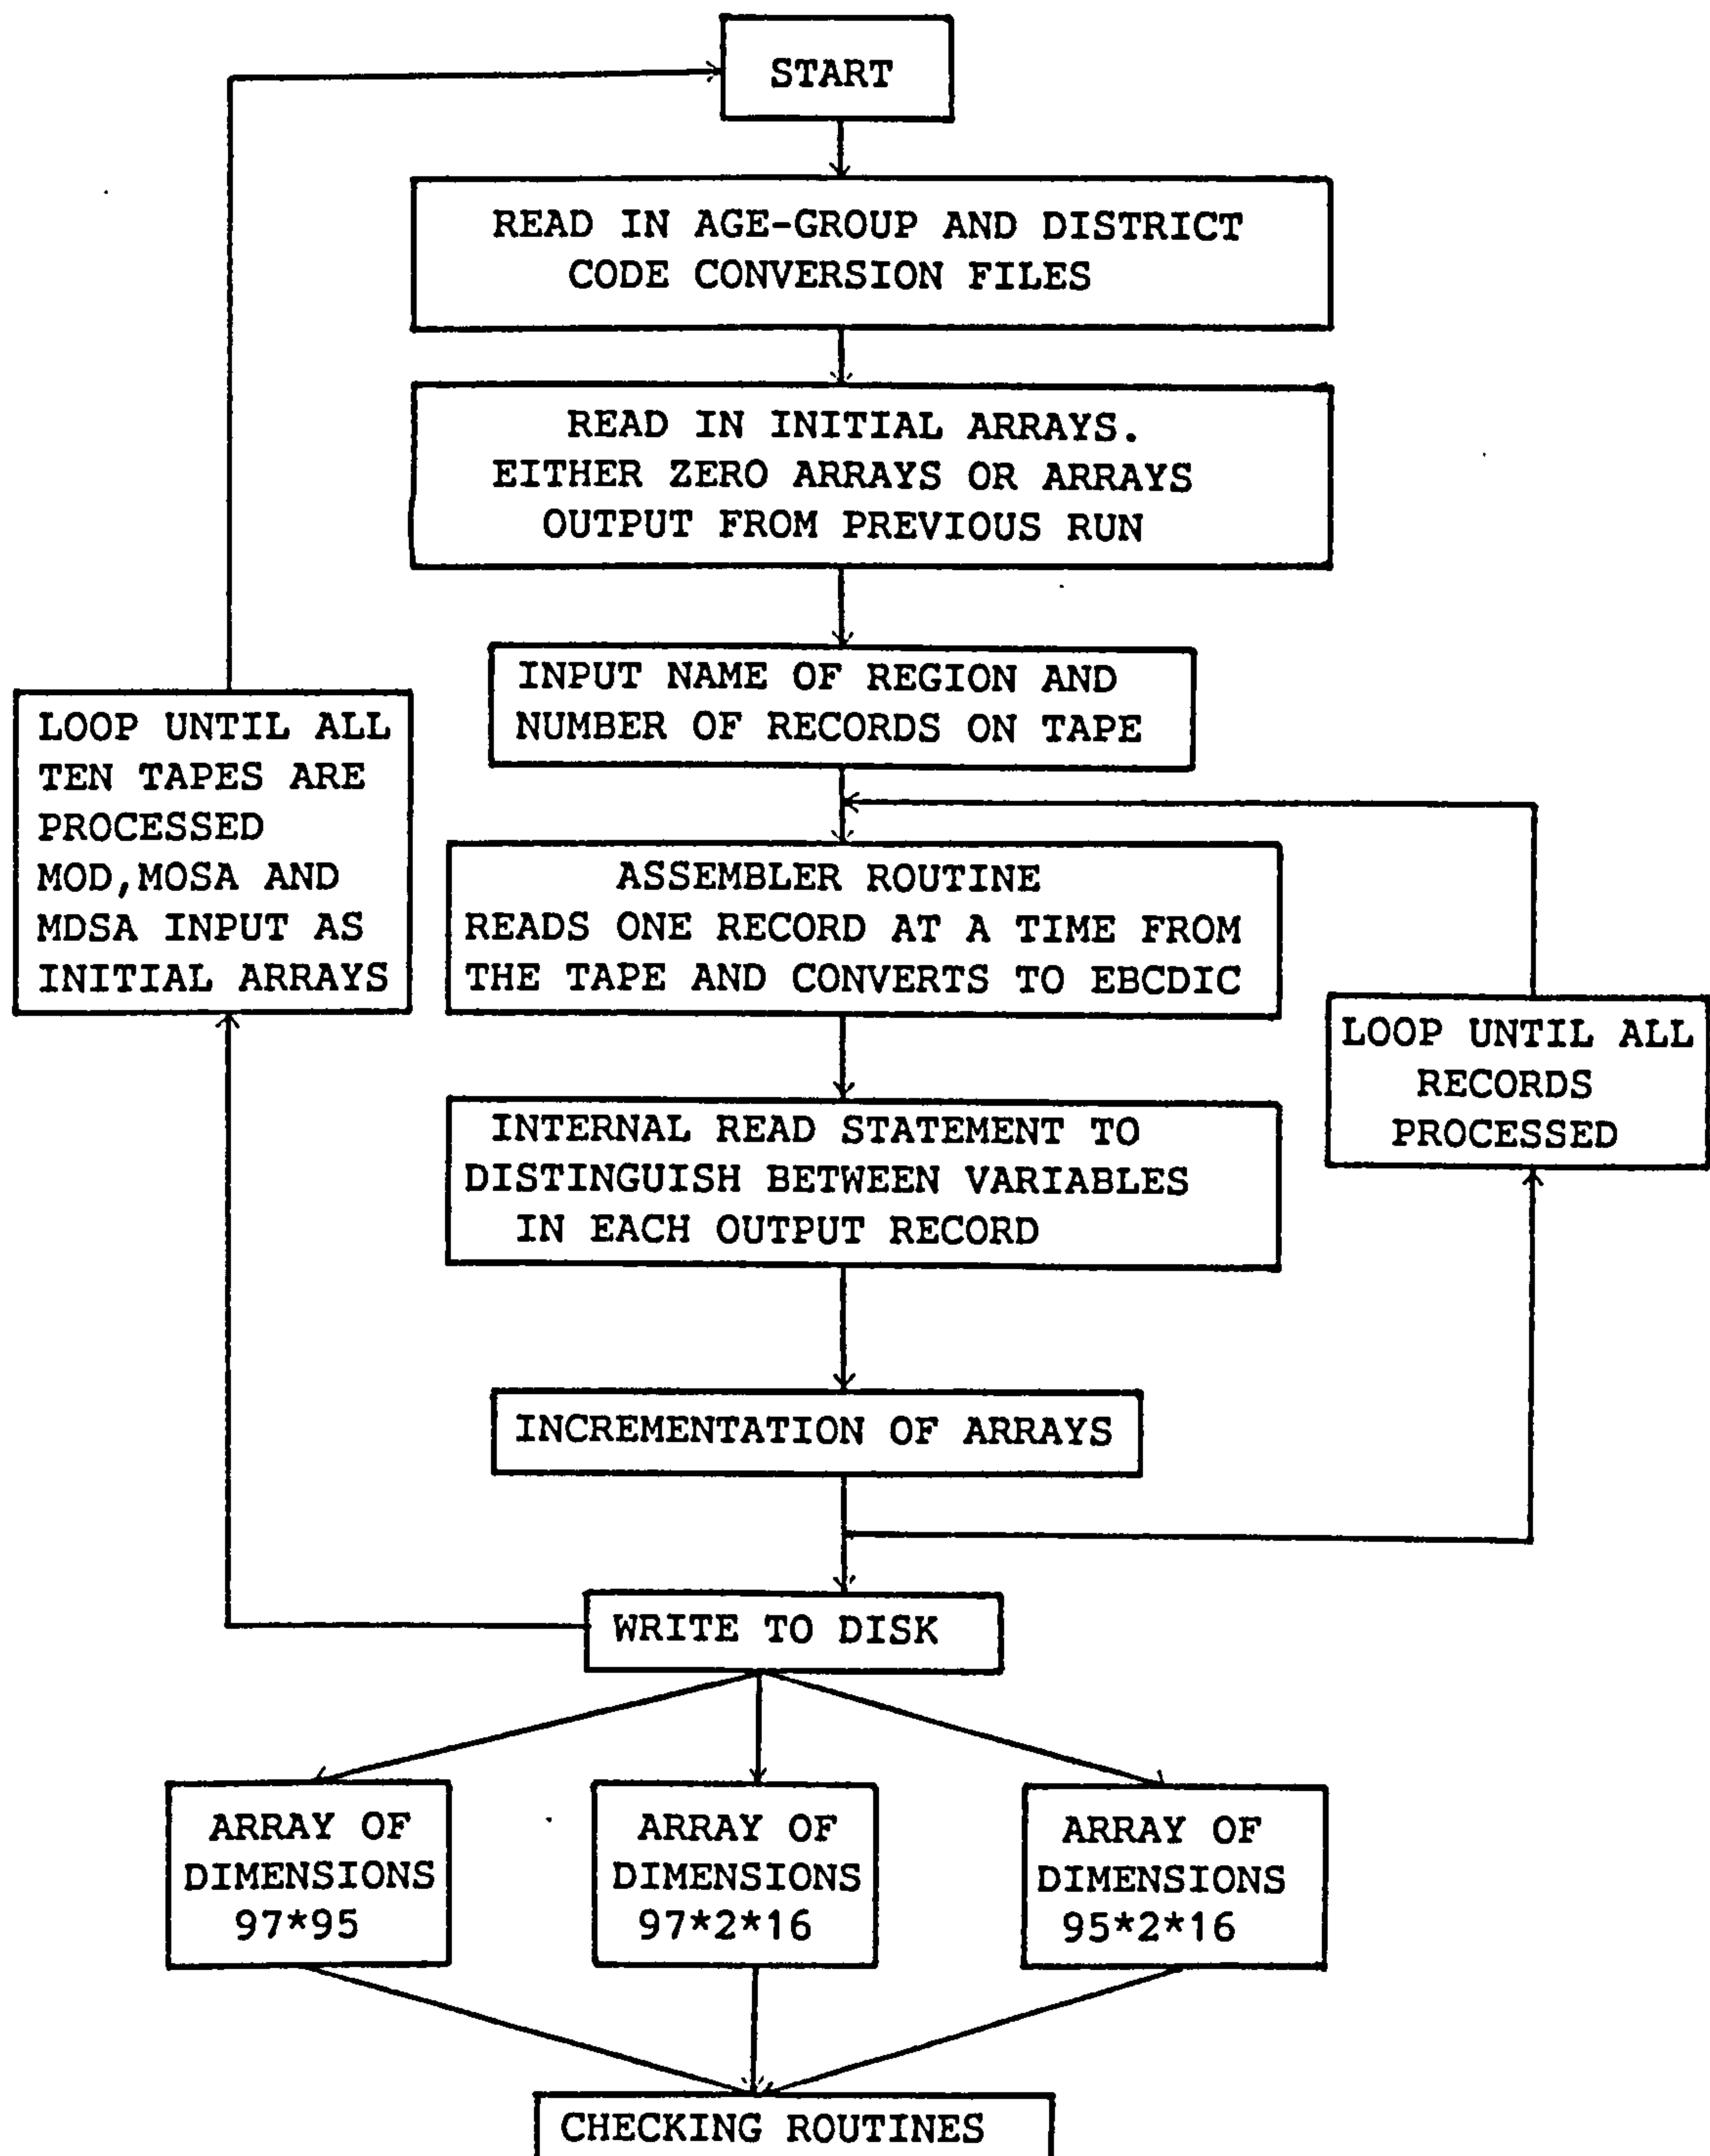 START
READ IN AGE-GROUP AND DISTRICT
CODE CONVERSION FILES
READ IN INITIAL ARRAYS.
EITHER ZERO ARRAYS OR ARRAYS
OUTPUT FROM PREVIOUS RUN
INPUT NAME OF REGION AND
NUMBER OF RECORDS ON TAPE
LOOP UNTIL ALL
TEN TAPES ARE
PROCESSED
MOD,MOSA AND
MDSA INPUT AS
INITIAL ARRAYS
ASSEMBLER ROUTINE
READS ONE RECORD AT A TIME FROM
THE TAPE AND CONVERTS TO EBCDIC
LOOP UNTIL ALL
RECORDS
PROCESSED
INTERNAL READ STATEMENT TO
DISTINGUISH BETWEEN VARIABLES
IN EACH OUTPUT RECORD
INCREMENTATION OF ARRAYS
WRITE TO DISK
ARRAY OF
DIMENSIONS
97*95
ARRAY OF
DIMENSIONS
97*2*16
ARRAY OF
DIMENSIONS
95*2*16
CHECKING ROUTINES